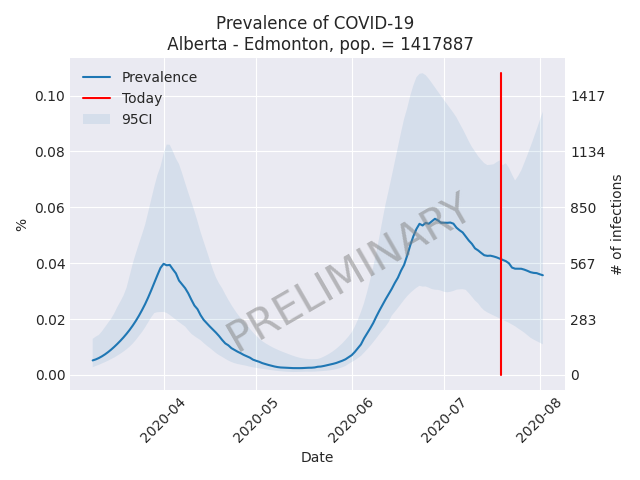 Prevalence of COVID-19
Alberta - Edmonton, pop. = 1417887
Prevalence
Today
95CI
0.10
0.08
0.06
0.04
0.02
0.00
%
1417
1134
850
567
283
0
# of infections
PRELIMINARY
2020-04
2020-05
2020-06
2020-07
2020-08
Date